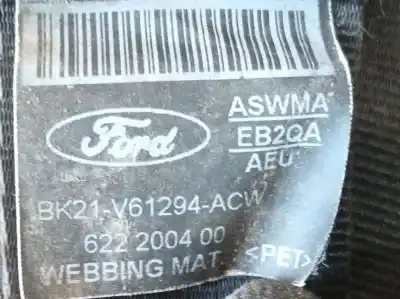 ASWMA
Ford
EB2QA
AEU
BK21-V61294-ACW
622 2004 00
WEBBING MAT. <PET>